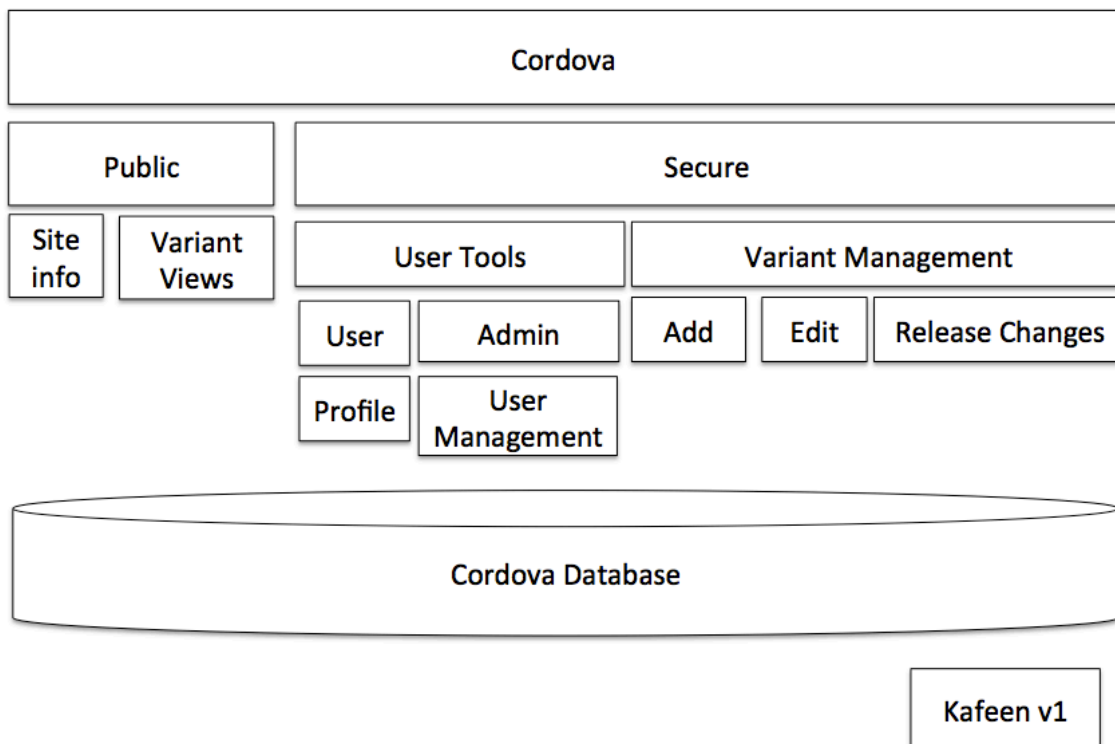 Cordova
Public
Secure
Site
info
Variant
Views
User Tools
Variant Management
User
Admin
Add
Edit
Release Changes
Profile
User
Management
Cordova Database
Kafeen v1